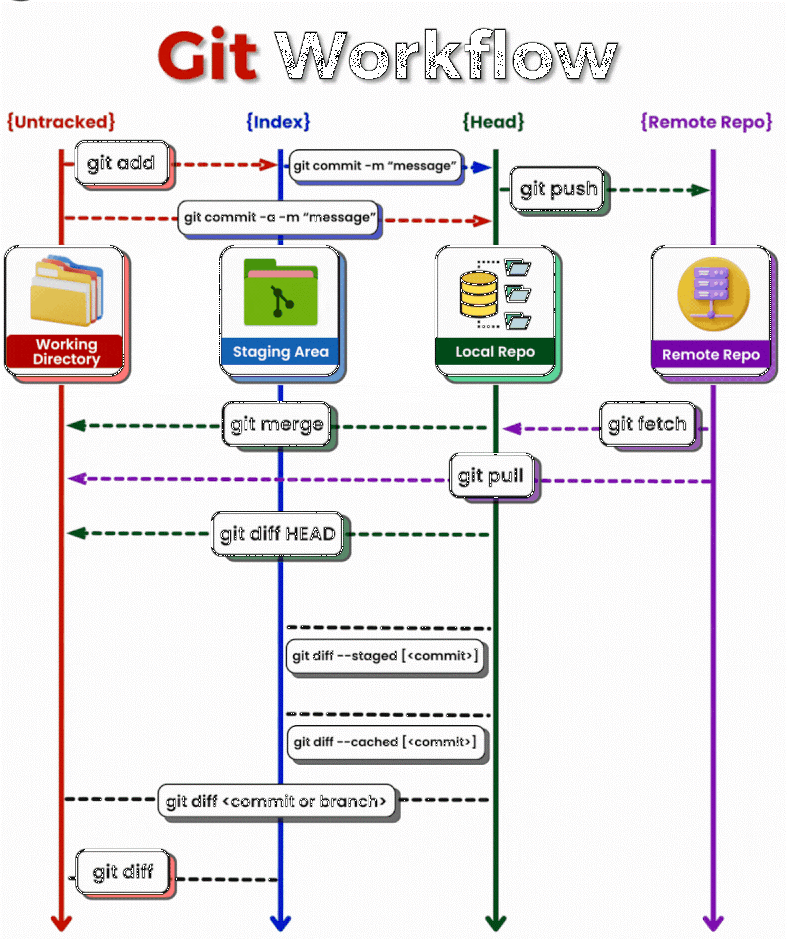 Git Workflow
{Untracked}
{Index}
{Head}
{Remote Repo}
git add
git commit -m “message”
git push
git commit -a -m “message”
Working
Directory
Staging Area
Local Repo
Remote Repo
git merge
git fetch
git pull
git diff HEAD
git diff --staged [<commit>]
git diff --cached [<commit>]
git diff <commit or branch>
git diff